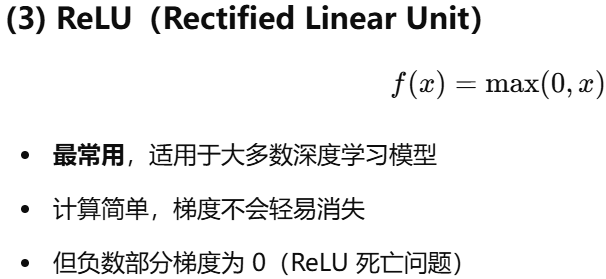 (3) ReLU（Rectified Linear Unit）
f(x) = max(0, x)
• 最常用，适用于大多数深度学习模型
• 计算简单，梯度不会轻易消失
• 但负数部分梯度为 0（ReLU 死亡问题）